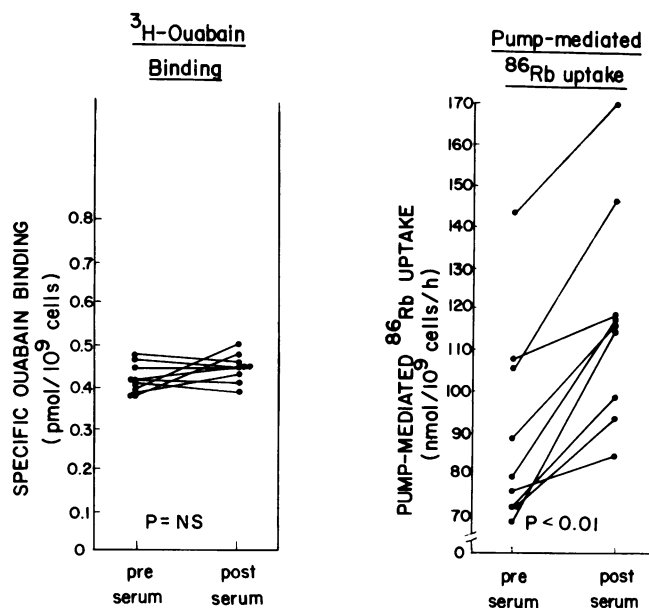 ³H-Ouabain
Binding
SPECIFIC OUABAIN BINDING
(pmol/10⁹ cells)
0.8
0.7
0.6
0.5
0.4
0.3
0.2
0.1
0
P = NS
pre
serum
post
serum
Pump-mediated
⁸⁶Rb uptake
PUMP-MEDIATED ⁸⁶Rb UPTAKE
(nmol/10⁹ cells/h)
170
160
150
140
130
120
110
100
90
80
70
0
P < 0.01
pre
serum
post
serum